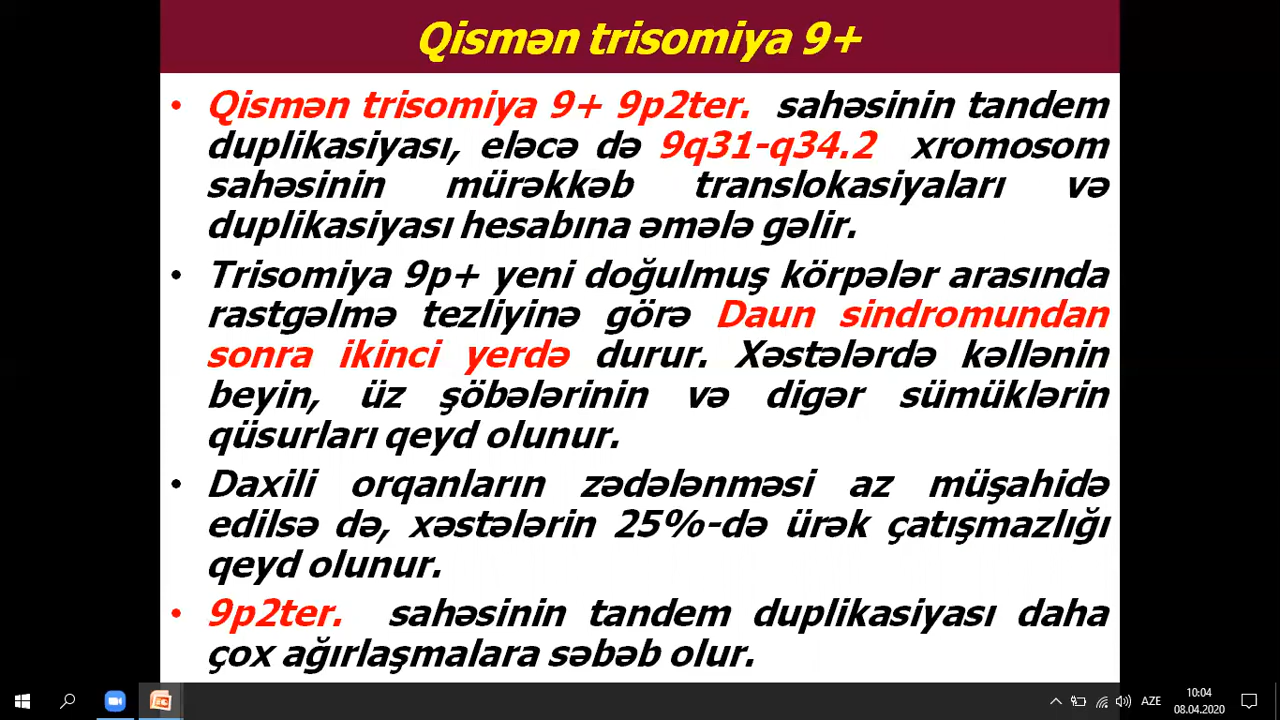 Qismən trisomiya 9+
• Qismən trisomiya 9+ 9p2ter. sahəsinin tandem
duplikasiyası, eləcə də 9q31-q34.2 xromosom
sahəsinin mürəkkəb translokasiyaları və
duplikasiyası hesabına əmələ gəlir.
• Trisomiya 9p+ yeni doğulmuş körpələr arasında
rastgəlmə tezliyinə görə Daun sindromundan
sonra ikinci yerdə durur. Xəstələrdə kəllənin
beyin, üz şöbələrinin və digər sümüklərin
qüsurları qeyd olunur.
• Daxili orqanların zədələnməsi az müşahidə
edilsə də, xəstələrin 25%-də ürək çatışmazlığı
qeyd olunur.
• 9p2ter. sahəsinin tandem duplikasiyası daha
çox ağırlaşmalara səbəb olur.
AZE
10:04
08.04.2020